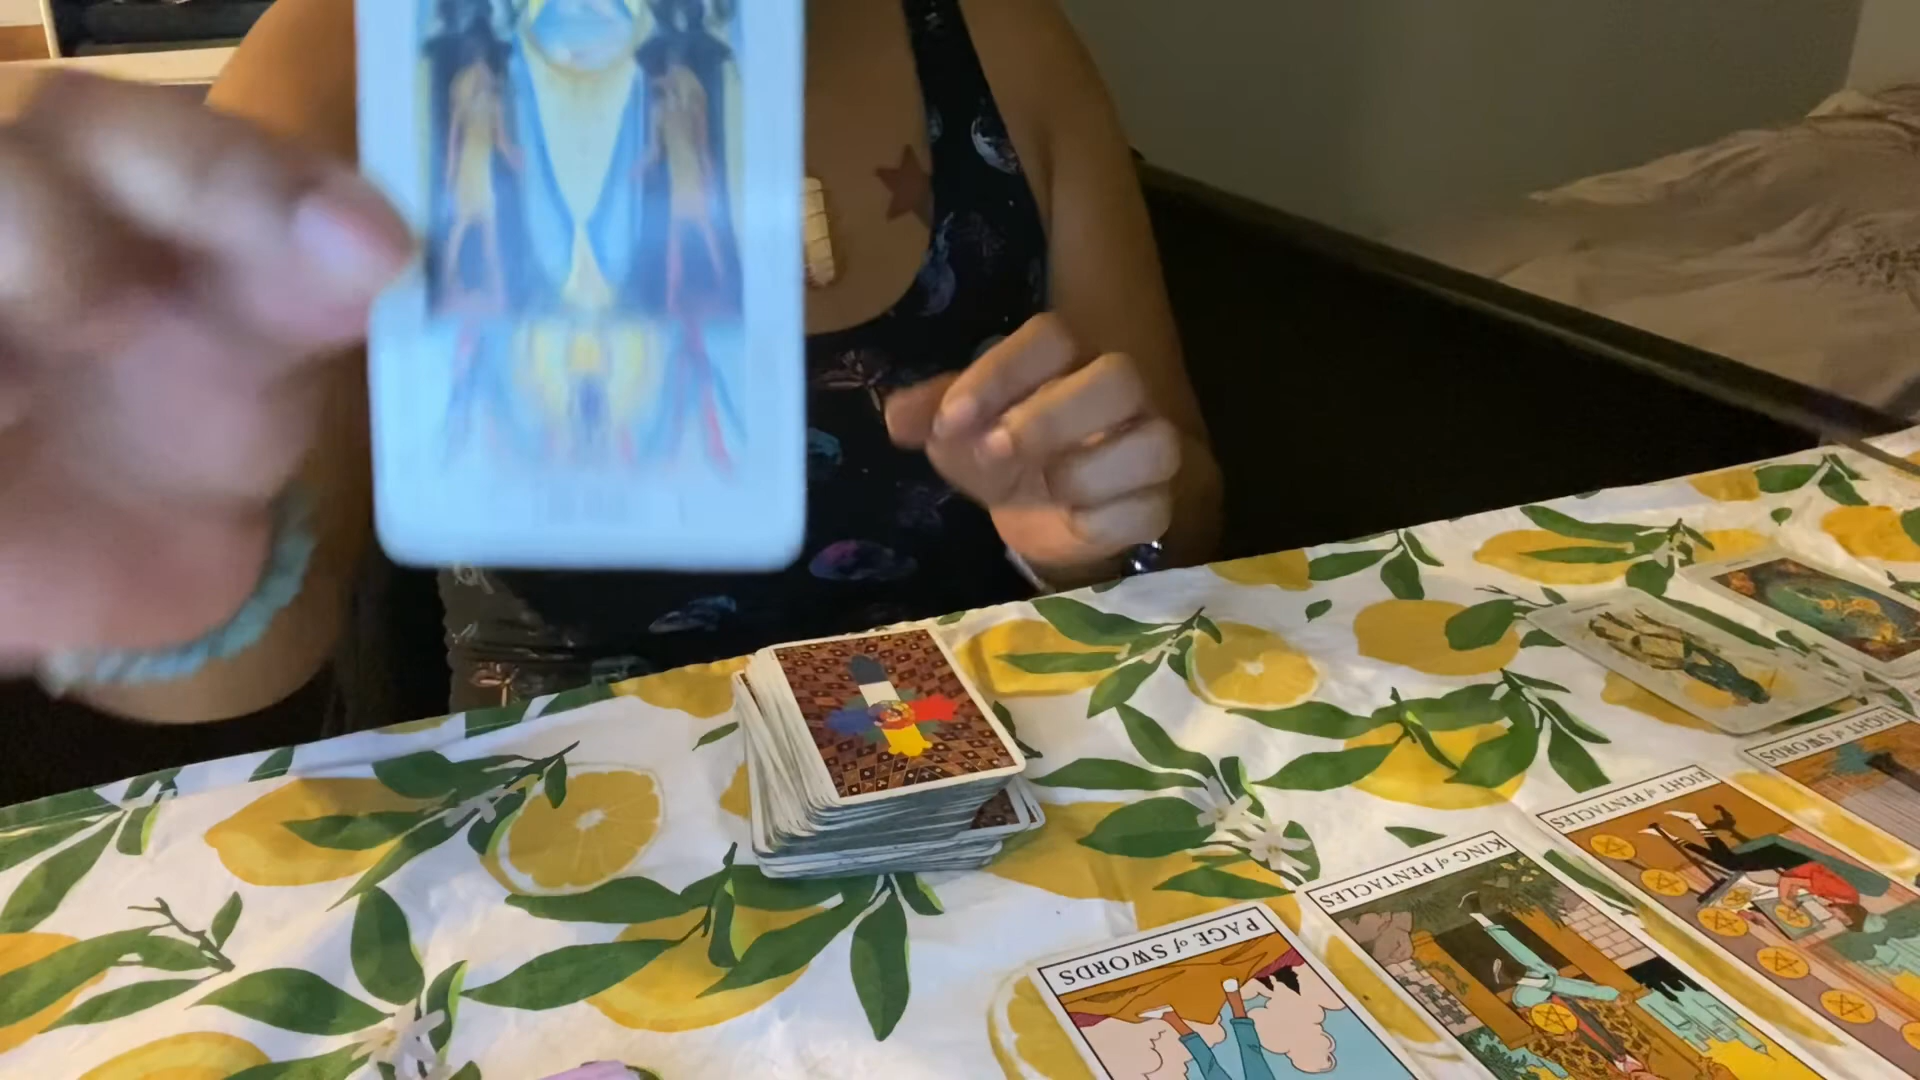 EIGHT of SWORDS
EIGHT of PENTACLES
KING of PENTACLES
PAGE of SWORDS